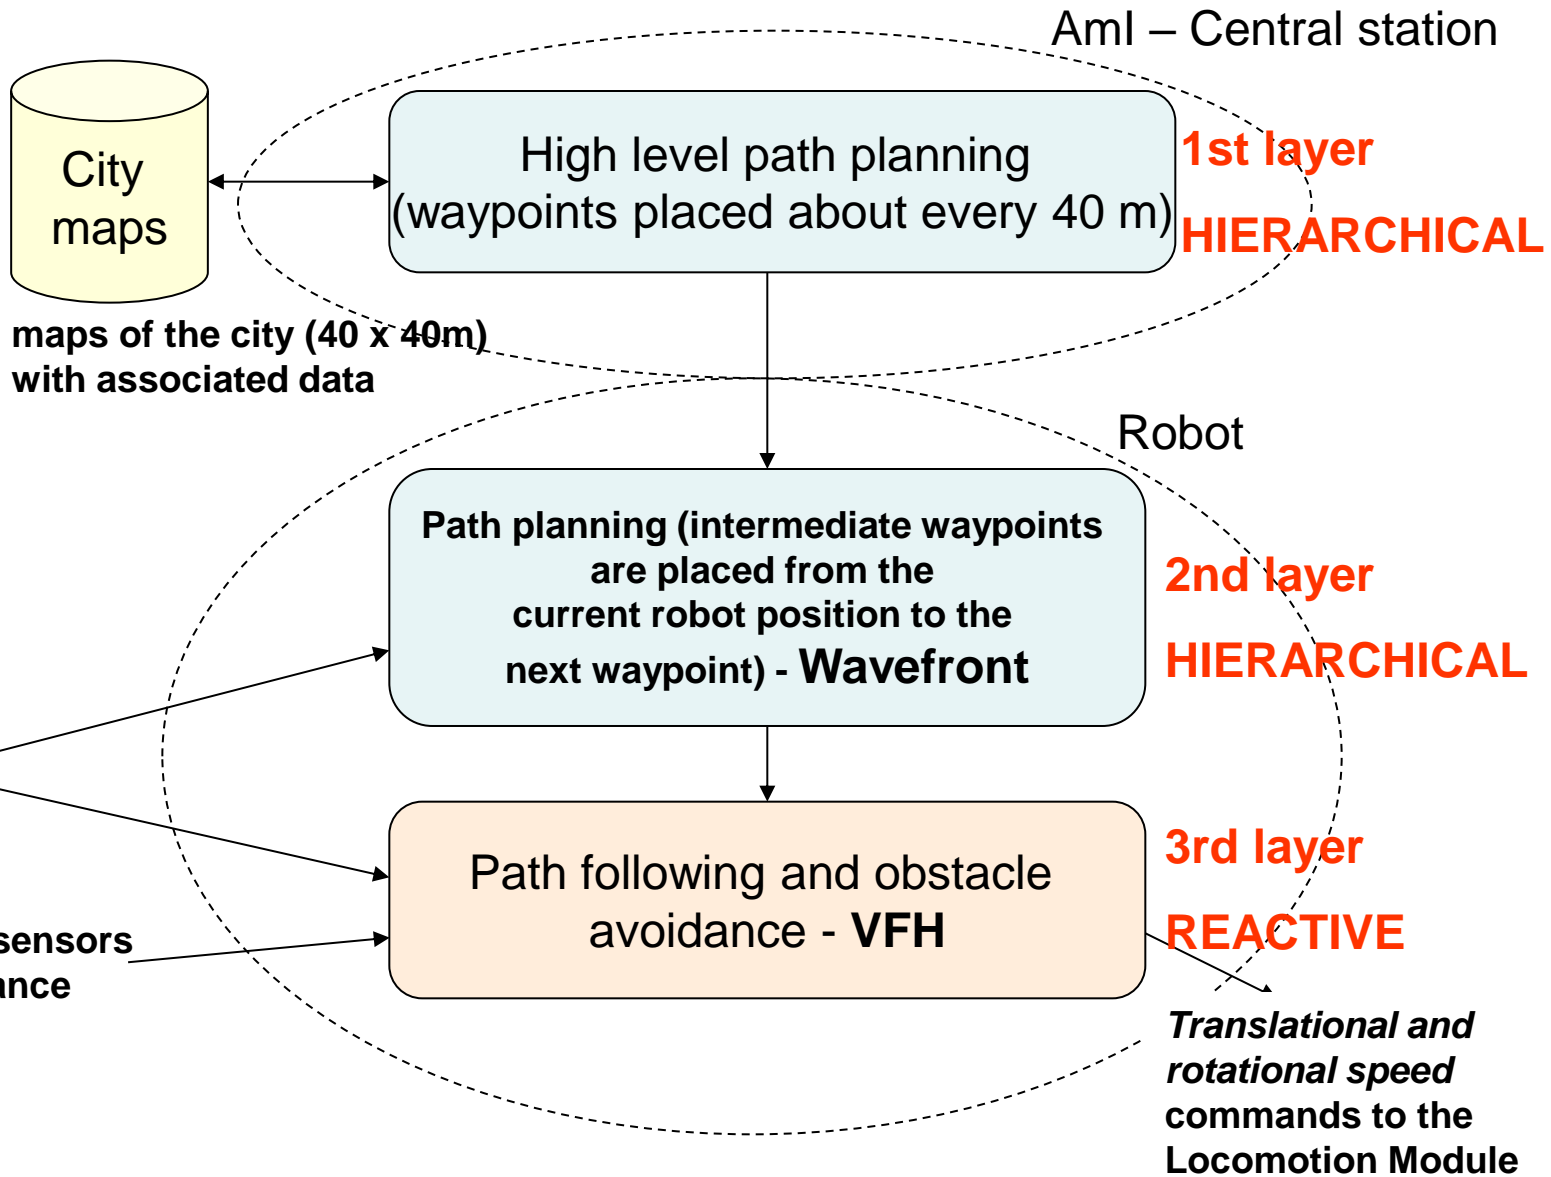 AmI – Central station
City
maps
High level path planning
(waypoints placed about every 40 m)
1st layer
HIERARCHICAL
maps of the city (40 x 40m)
with associated data
Robot
Path planning (intermediate waypoints
are placed from the
current robot position to the
next waypoint) - Wavefront
2nd layer
HIERARCHICAL
Path following and obstacle
avoidance - VFH
3rd layer
REACTIVE
sensors
Translational and
rotational speed
commands to the
Locomotion Module